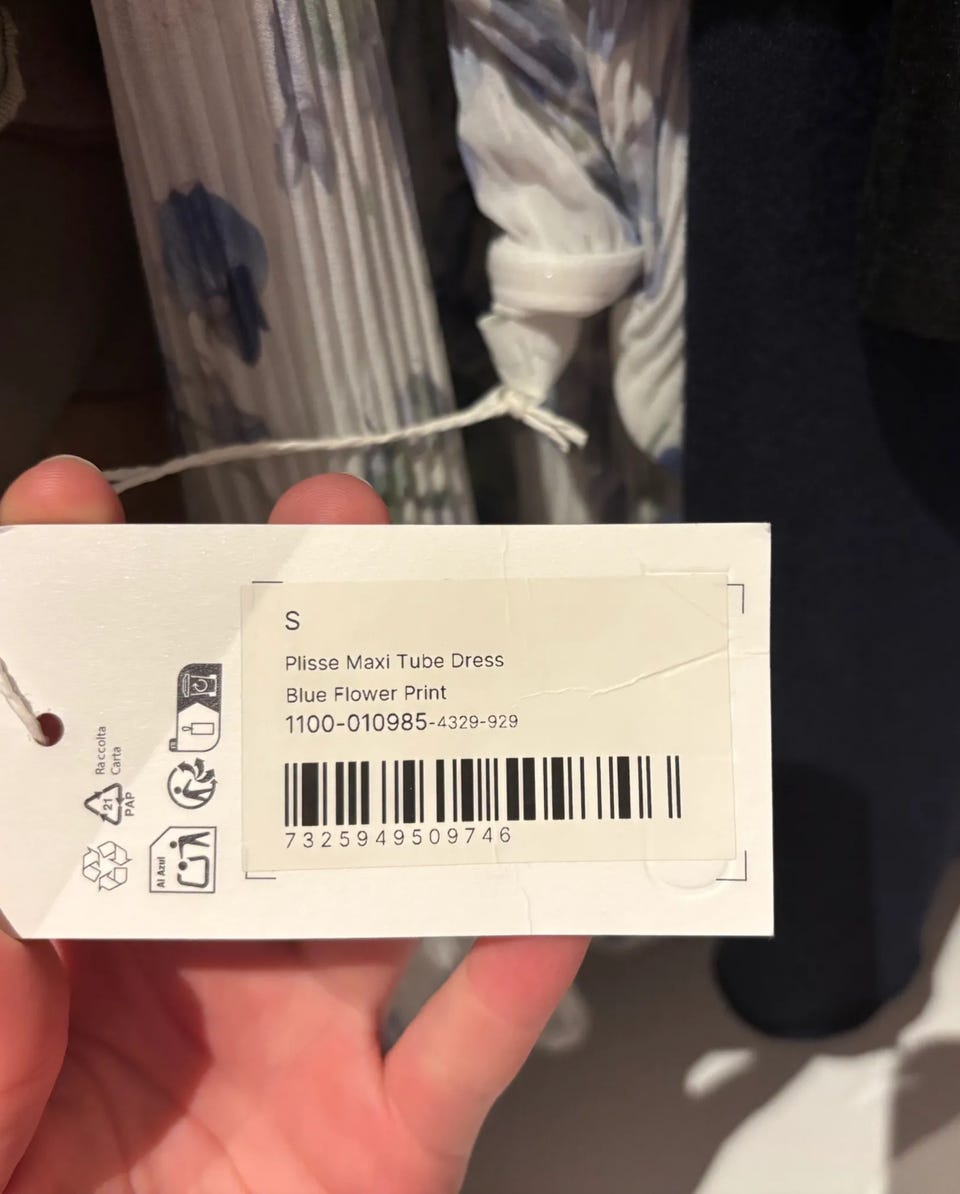 S
Plisse Maxi Tube Dress
Blue Flower Print
1100-010985-4329-929
7325949509746
Raccolta
Carta
21
PAP
Al Azul